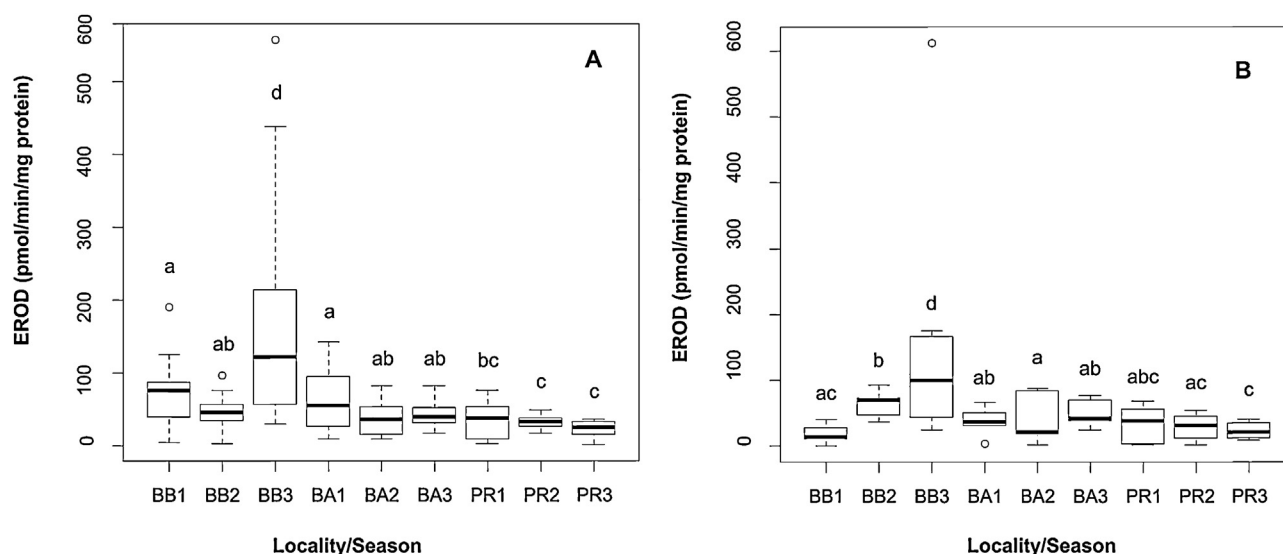 A
EROD (pmol/min/mg protein)
600
500
400
300
200
100
0
a
ab
d
a
ab
ab
bc
c
c
BB1 BB2 BB3 BA1 BA2 BA3 PR1 PR2 PR3
Locality/Season
B
EROD (pmol/min/mg protein)
600
500
400
300
200
100
0
ac
b
d
ab
a
ab
abc
ac
c
BB1 BB2 BB3 BA1 BA2 BA3 PR1 PR2 PR3
Locality/Season